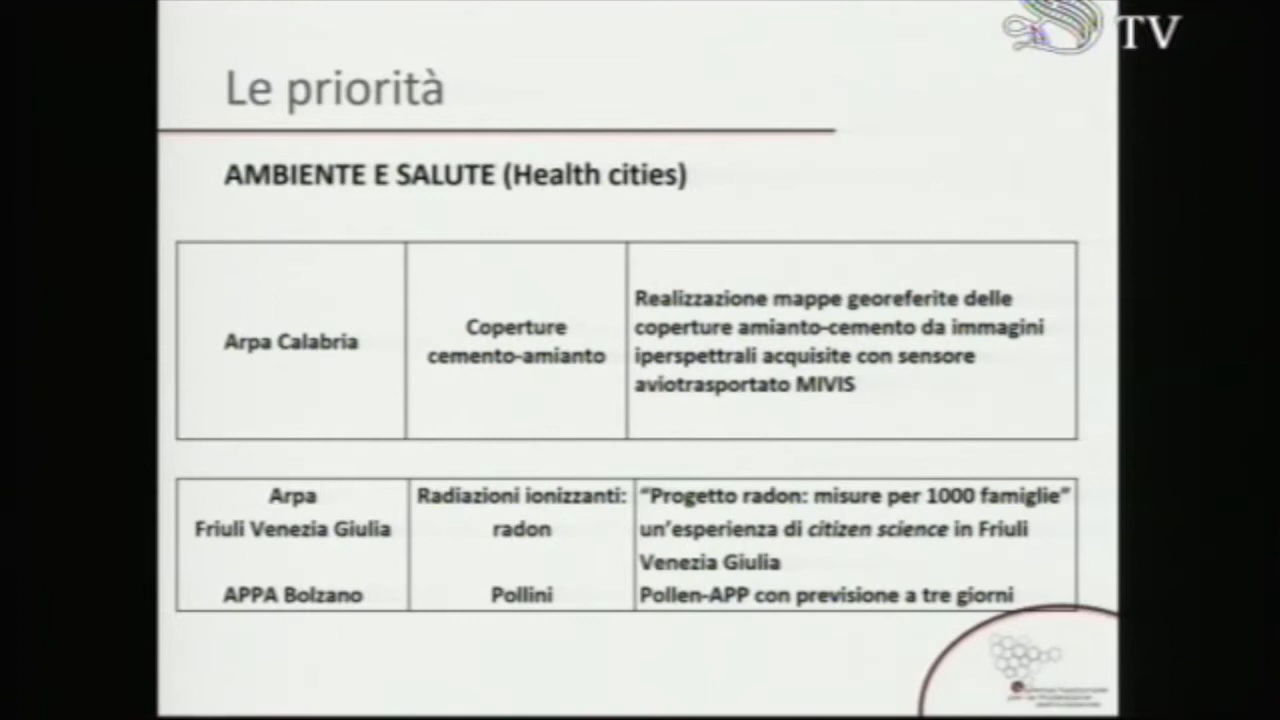 TV
Le priorità
AMBIENTE E SALUTE (Health cities)
Arpa Calabria
Coperture
cemento-amianto
Realizzazione mappe georeferite delle
coperture amianto-cemento da immagini
iperspettrali acquisite con sensore
aviotrasportato MIVIS
Arpa
Friuli Venezia Giulia
Radiazioni ionizzanti:
radon
“Progetto radon: misure per 1000 famiglie”
un’esperienza di citizen science in Friuli
Venezia Giulia
APPA Bolzano
Pollini
Pollen-APP con previsione a tre giorni